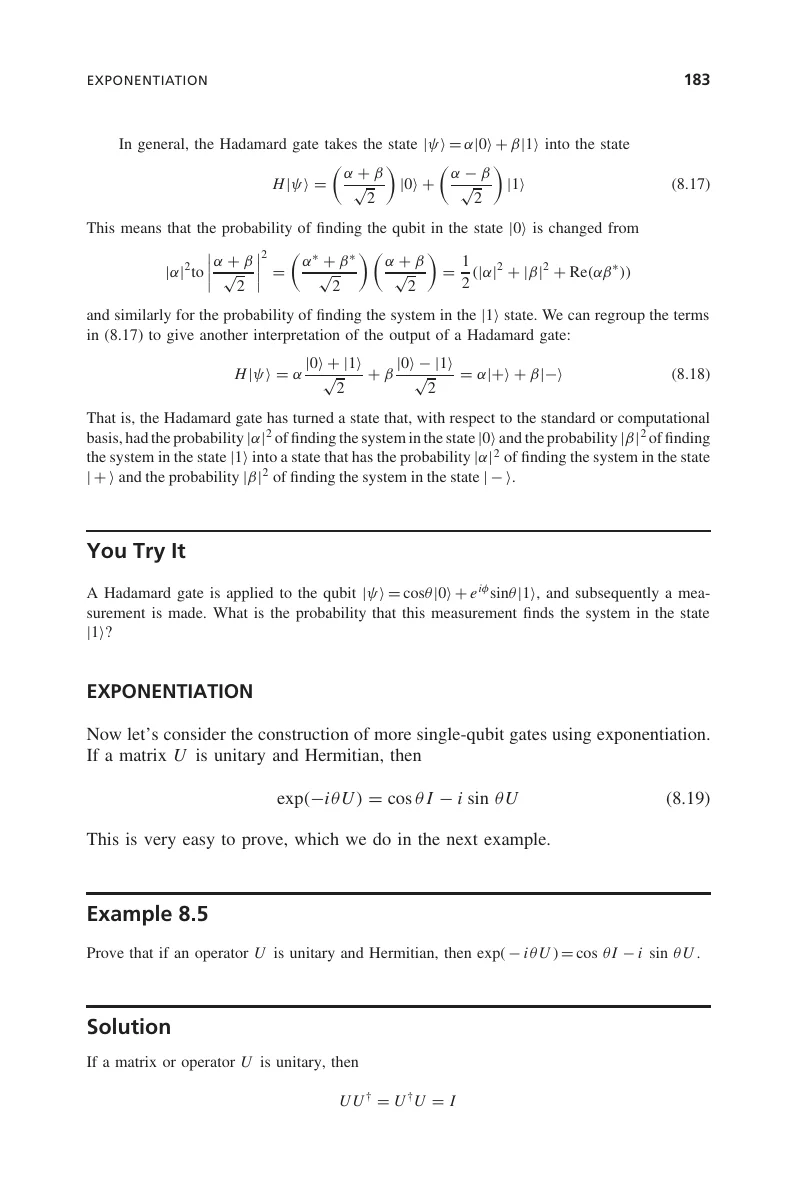 EXPONENTIATION 183
In general, the Hadamard gate takes the state |ψ⟩ = α|0⟩ + β|1⟩ into the state
H|ψ⟩ = ((α + β)/√2) |0⟩ + ((α − β)/√2) |1⟩ (8.17)
This means that the probability of finding the qubit in the state |0⟩ is changed from
|α|² to |(α + β)/√2|² = ((α* + β*)/√2) ((α + β)/√2) = 1/2 (|α|² + |β|² + Re(αβ*))
and similarly for the probability of finding the system in the |1⟩ state. We can regroup the terms
in (8.17) to give another interpretation of the output of a Hadamard gate:
H|ψ⟩ = α (|0⟩ + |1⟩)/√2 + β (|0⟩ − |1⟩)/√2 = α|+⟩ + β|−⟩ (8.18)
That is, the Hadamard gate has turned a state that, with respect to the standard or computational
basis, had the probability |α|² of finding the system in the state |0⟩ and the probability |β|² of finding
the system in the state |1⟩ into a state that has the probability |α|² of finding the system in the state
| + ⟩ and the probability |β|² of finding the system in the state | − ⟩.
You Try It
A Hadamard gate is applied to the qubit |ψ⟩ = cosθ|0⟩ + e^{iϕ}sinθ|1⟩, and subsequently a mea-
surement is made. What is the probability that this measurement finds the system in the state
|1⟩?
EXPONENTIATION
Now let's consider the construction of more single-qubit gates using exponentiation.
If a matrix U is unitary and Hermitian, then
exp(−iθU) = cos θI − i sin θU (8.19)
This is very easy to prove, which we do in the next example.
Example 8.5
Prove that if an operator U is unitary and Hermitian, then exp( − iθU) = cos θI − i sin θU.
Solution
If a matrix or operator U is unitary, then
UU† = U†U = I